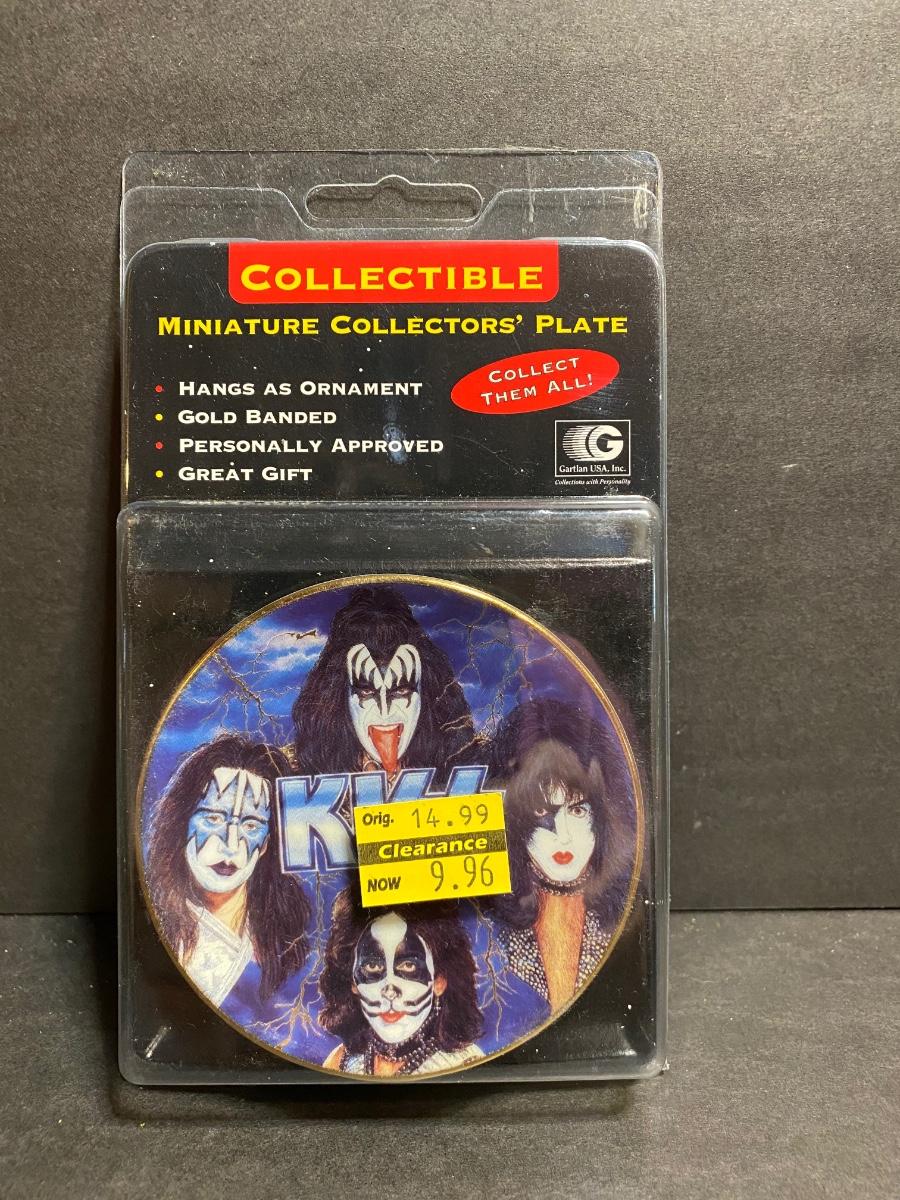 COLLECTIBLE
MINIATURE COLLECTORS' PLATE
COLLECT
THEM ALL!
• HANGS AS ORNAMENT
• GOLD BANDED
• PERSONALLY APPROVED
• GREAT GIFT
G
Gartlan USA, Inc.
Collections with Personality
KISS
Orig. 14.99
Clearance
NOW 9.96